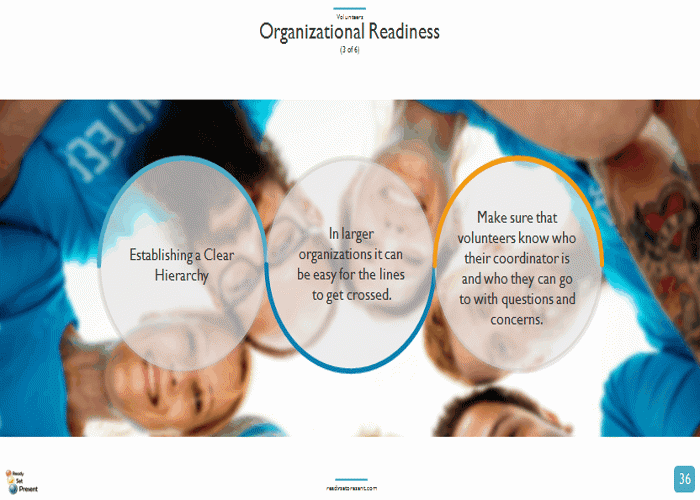 Volunteers
Organizational Readiness
(3 of 6)
Establishing a Clear
Hierarchy
In larger
organizations it can
be easy for the lines
to get crossed.
Make sure that
volunteers know who
their coordinator is
and who they can go
to with questions and
concerns.
Ready
Set
Present
readysetpresent.com
36